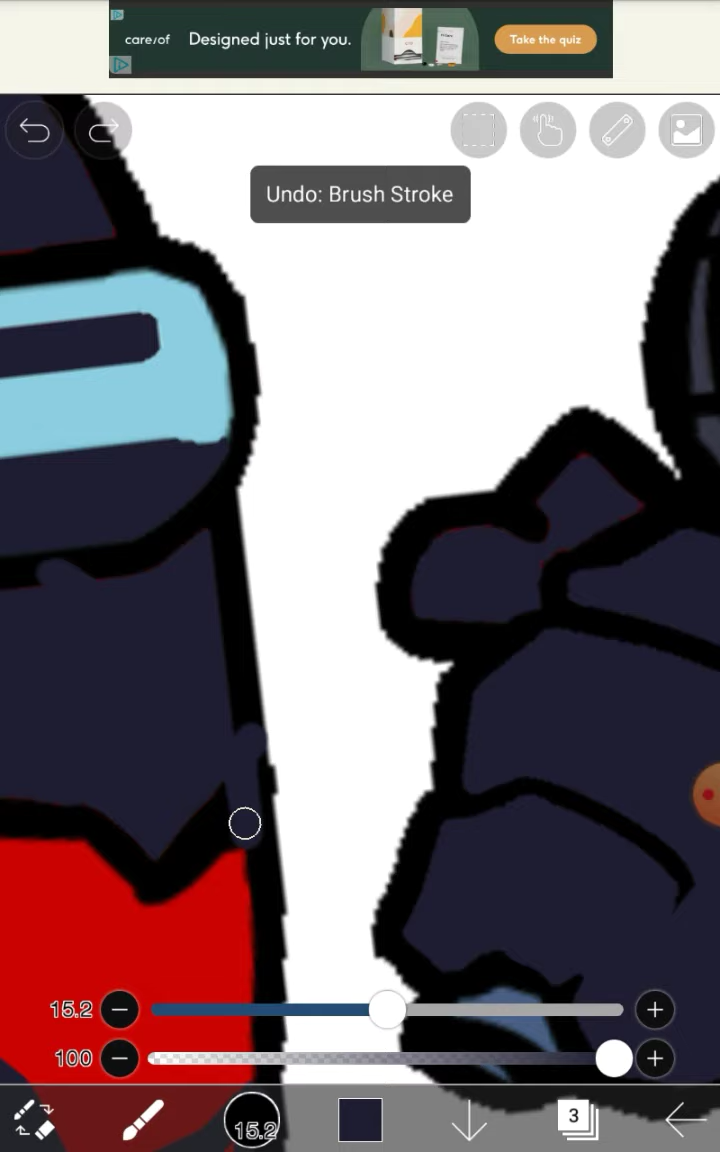 care/of Designed just for you. Take the quiz
Undo: Brush Stroke
15.2
100
15.2 3